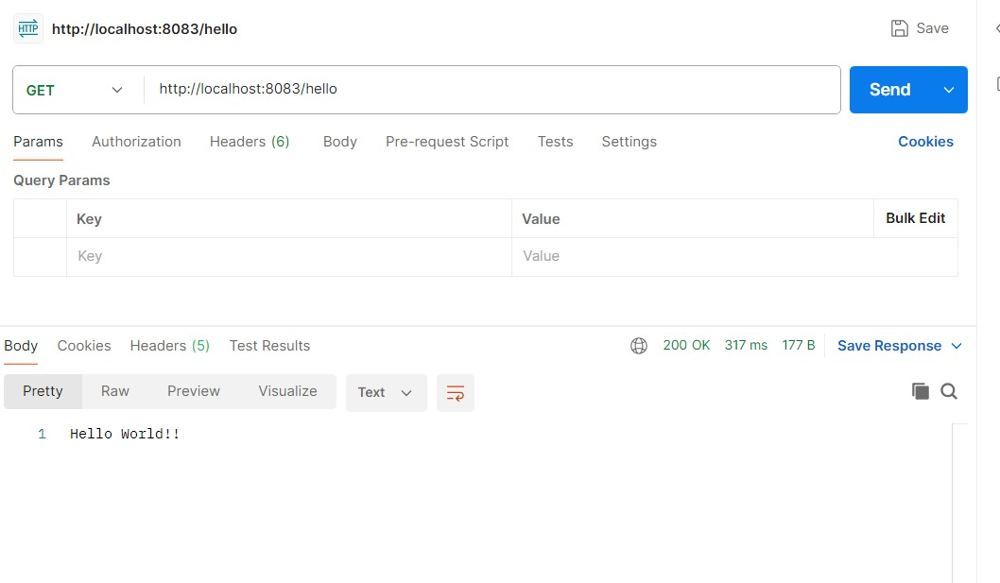 HTTP http://localhost:8083/hello Save
GET http://localhost:8083/hello Send
Params Authorization Headers (6) Body Pre-request Script Tests Settings Cookies
Query Params
Key Value Bulk Edit
Key Value
Body Cookies Headers (5) Test Results 200 OK 317 ms 177 B Save Response
Pretty Raw Preview Visualize Text
1 Hello World!!